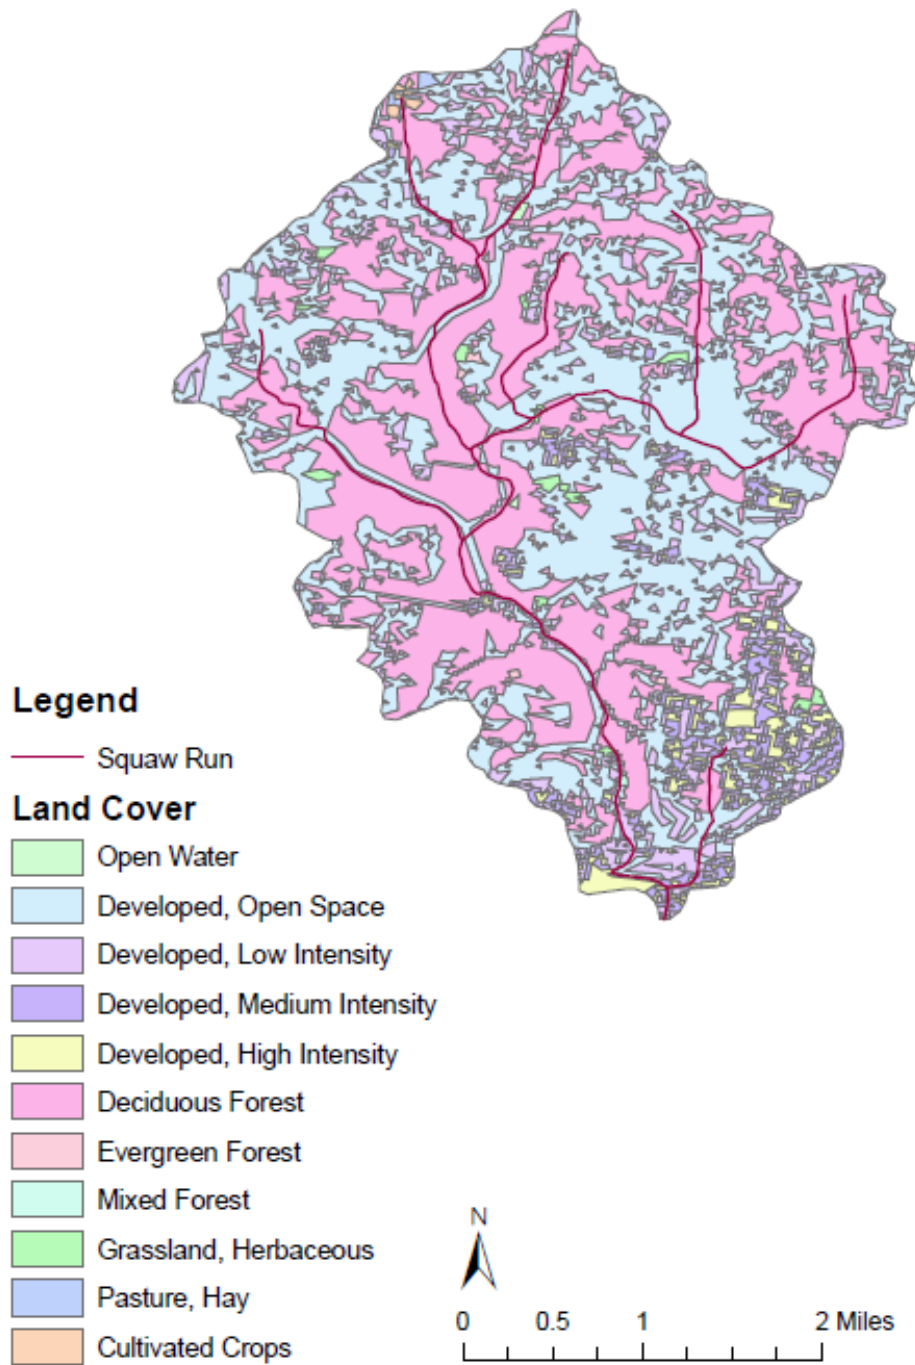 Legend
Squaw Run
Land Cover
Open Water
Developed, Open Space
Developed, Low Intensity
Developed, Medium Intensity
Developed, High Intensity
Deciduous Forest
Evergreen Forest
Mixed Forest
Grassland, Herbaceous
Pasture, Hay
Cultivated Crops
N
0 0.5 1 2 Miles